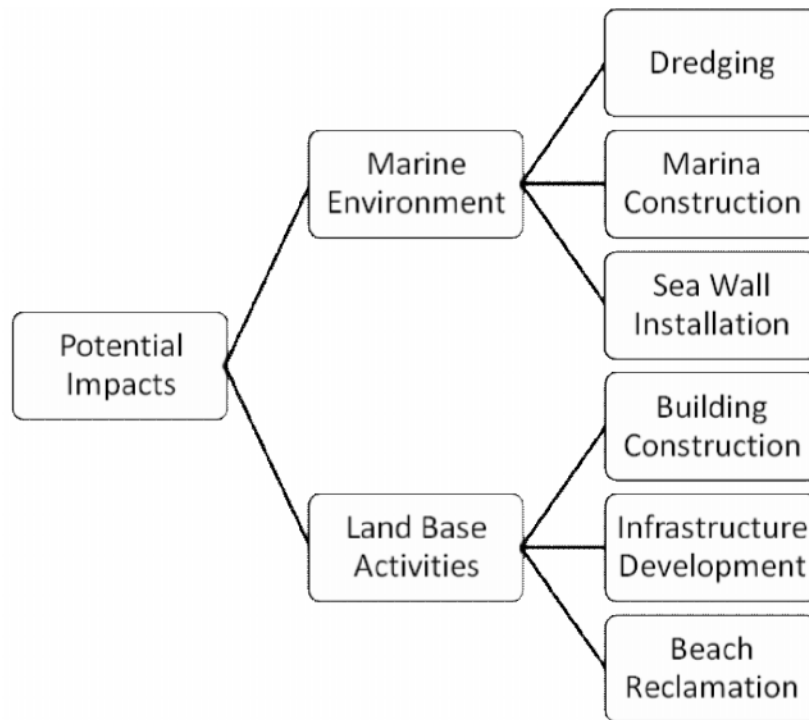 Potential
Impacts
Marine
Environment
Dredging
Marina
Construction
Sea Wall
Installation
Land Base
Activities
Building
Construction
Infrastructure
Development
Beach
Reclamation